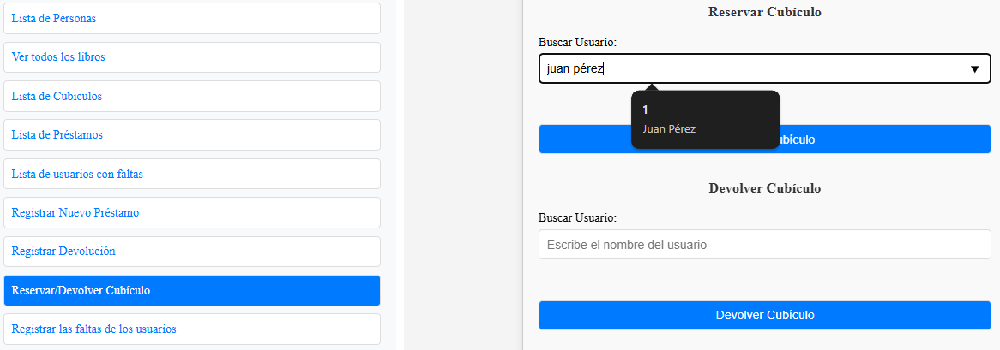 Lista de Personas
Ver todos los libros
Lista de Cubículos
Lista de Préstamos
Lista de usuarios con faltas
Registrar Nuevo Préstamo
Registrar Devolución
Reservar/Devolver Cubículo
Registrar las faltas de los usuarios
Reservar Cubículo
Buscar Usuario:
juan pérez
1
Juan Pérez
Cubículo
Devolver Cubículo
Buscar Usuario:
Escribe el nombre del usuario
Devolver Cubículo